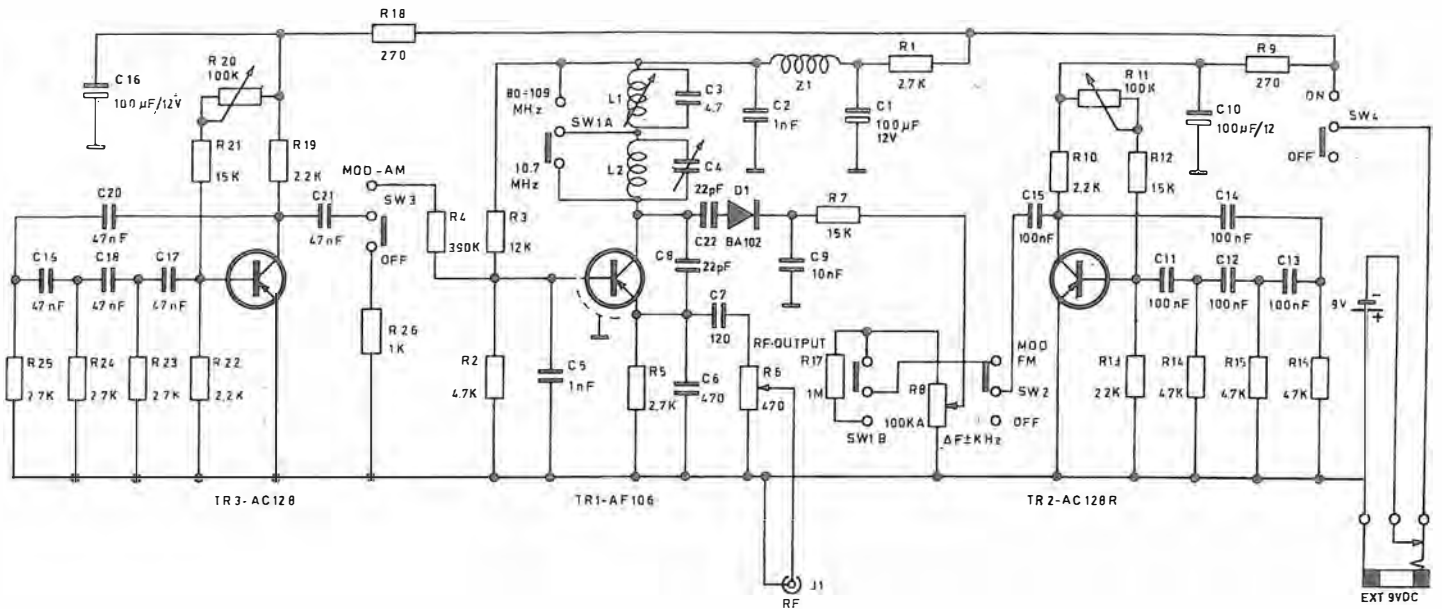 R18
270
C16
100µF/12V
R20
100K
R21
15K
R19
2.2K
MOD-AM
SW3
OFF
C20
47nF
C21
47nF
C19
47nF
C18
47nF
C17
47nF
R25
2.7K
R24
2.7K
R23
2.7K
R22
2.2K
R26
1K
TR3-AC128
R4
390K
R3
12K
R2
4.7K
C5
1nF
80÷109
MHz
SW1A
10.7
MHz
L1
C3
4.7
L2
C4
C2
1nF
Z1
R1
2.7K
C1
100µF
12V
22pF
C22
D1
BA102
C8
22pF
R7
15K
C9
10nF
C7
120
R5
2.7K
C6
470
R6
470
RF-OUTPUT
R17
1M
SW1B
100KA
R8
ΔF±KHz
MOD
FM
SW2
OFF
TR1-AF106
J1
RF
R9
270
R11
100K
C10
100µF/12
R10
2.2K
R12
15K
ON
SW4
OFF
C15
100nF
C14
100nF
C11
100nF
C12
100nF
C13
100nF
R13
22K
R14
4.7K
R15
4.7K
R15
4.7K
TR2-AC128R
9V
-
+
EXT 9VDC